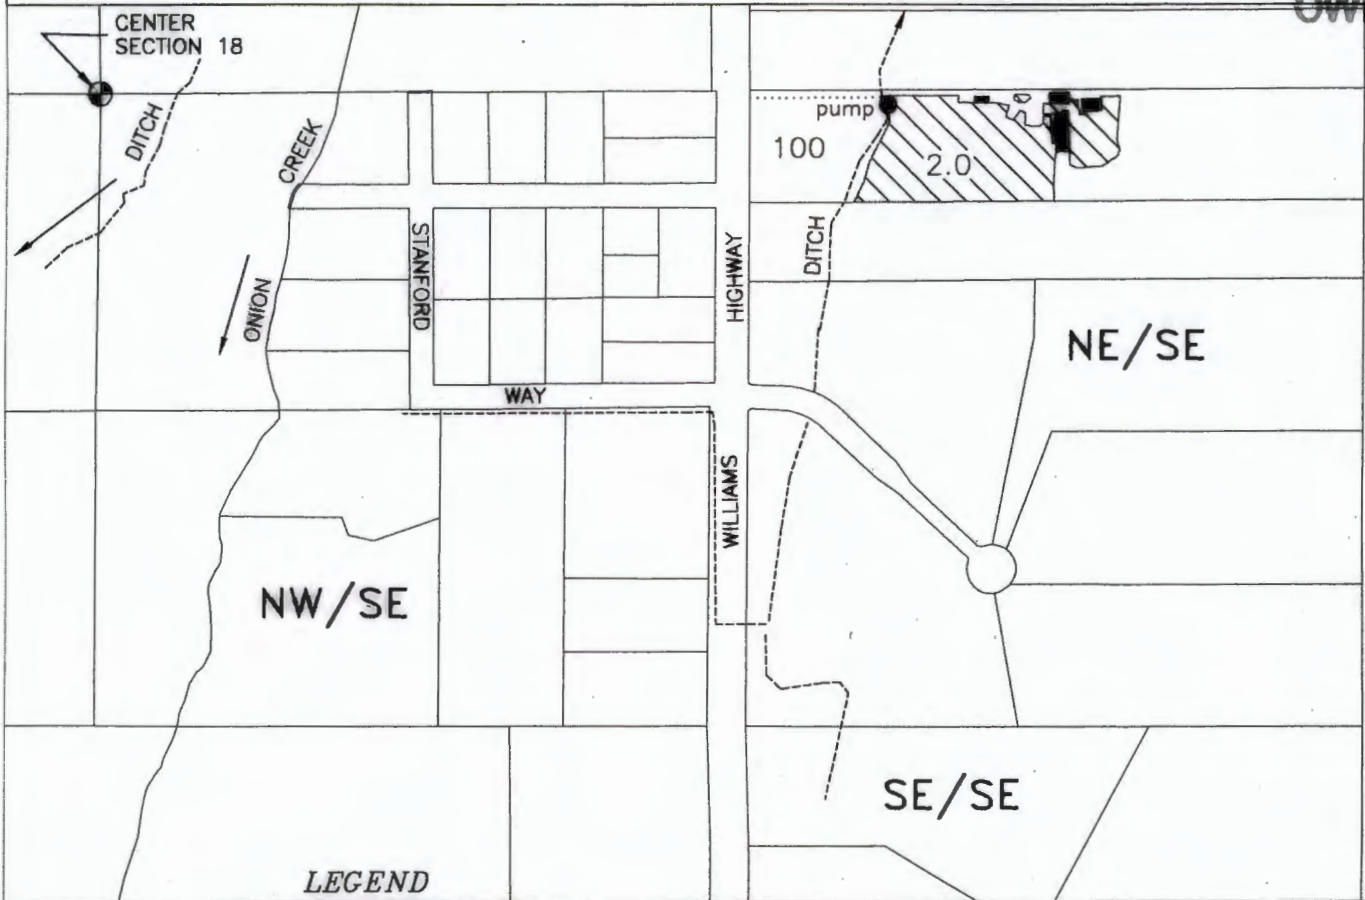 CENTER
SECTION 18
DITCH
CREEK
ONION
STANFORD
WAY
HIGHWAY
WILLIAMS
pump
100
2.0
DITCH
NE/SE
NW/SE
SE/SE
LEGEND